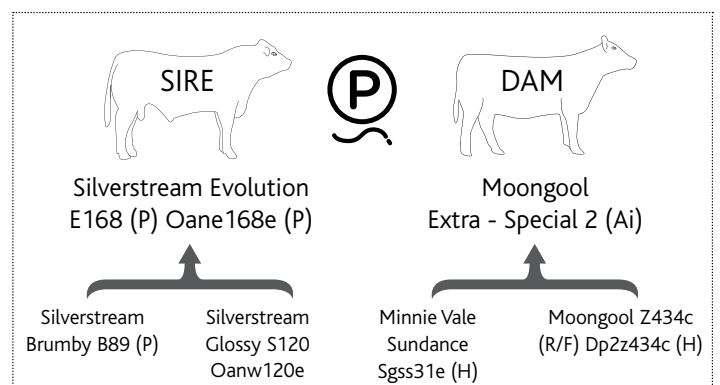 SIRE
P
DAM
Silverstream Evolution
E168 (P) Oane168e (P)
Moongool
Extra - Special 2 (Ai)
Silverstream
Brumby B89 (P)
Silverstream
Glossy S120
Oanw120e
Minnie Vale
Sundance
Sgss31e (H)
Moongool Z434c
(R/F) Dp2z434c (H)